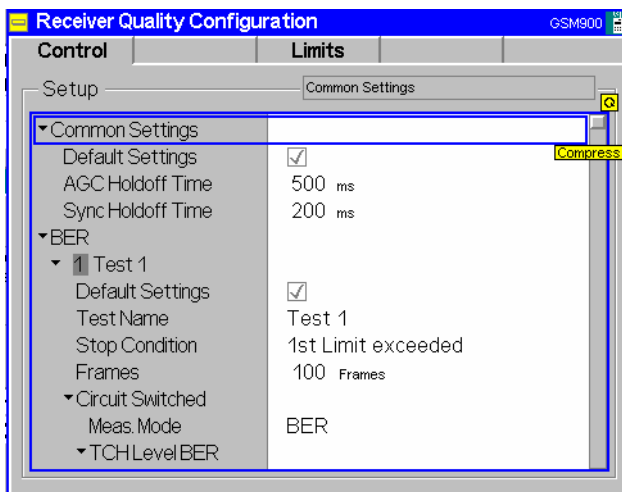 Receiver Quality Configuration GSM900
Control Limits
Setup Common Settings
Common Settings
Compress
Default Settings
AGC Holdoff Time 500 ms
Sync Holdoff Time 200 ms
BER
1 Test 1
Default Settings
Test Name Test 1
Stop Condition 1st Limit exceeded
Frames 100 Frames
Circuit Switched
Meas. Mode BER
TCH Level BER